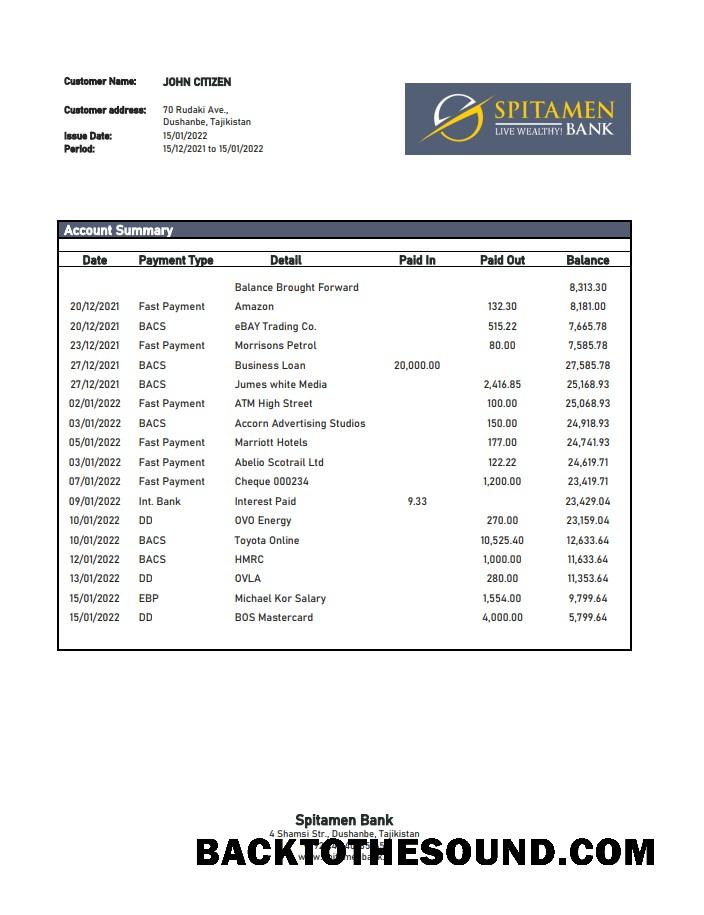 Customer Name: JOHN CITIZEN
Customer address: 70 Rudaki Ave.,
Dushanbe, Tajikistan
Issue Date: 15/01/2022
Period: 15/12/2021 to 15/01/2022
SPITAMEN
LIVE WEALTHY! BANK
Account Summary
Date Payment Type Detail Paid In Paid Out Balance
Balance Brought Forward 8,313.30
20/12/2021 Fast Payment Amazon 132.30 8,181.00
20/12/2021 BACS eBAY Trading Co. 515.22 7,665.78
23/12/2021 Fast Payment Morrisons Petrol 80.00 7,585.78
27/12/2021 BACS Business Loan 20,000.00 27,585.78
27/12/2021 BACS Jumes white Media 2,416.85 25,168.93
02/01/2022 Fast Payment ATM High Street 100.00 25,068.93
03/01/2022 BACS Accorn Advertising Studios 150.00 24,918.93
05/01/2022 Fast Payment Marriott Hotels 177.00 24,741.93
03/01/2022 Fast Payment Abelio Scotrail Ltd 122.22 24,619.71
07/01/2022 Fast Payment Cheque 000234 1,200.00 23,419.71
09/01/2022 Int. Bank Interest Paid 9.33 23,429.04
10/01/2022 DD OVO Energy 270.00 23,159.04
10/01/2022 BACS Toyota Online 10,525.40 12,633.64
12/01/2022 BACS HMRC 1,000.00 11,633.64
13/01/2022 DD OVLA 280.00 11,353.64
15/01/2022 EBP Michael Kor Salary 1,554.00 9,799.64
15/01/2022 DD BOS Mastercard 4,000.00 5,799.64
Spitamen Bank
4 Shamsi Str., Dushanbe, Tajikistan
BACKTOTHESOUND.COM